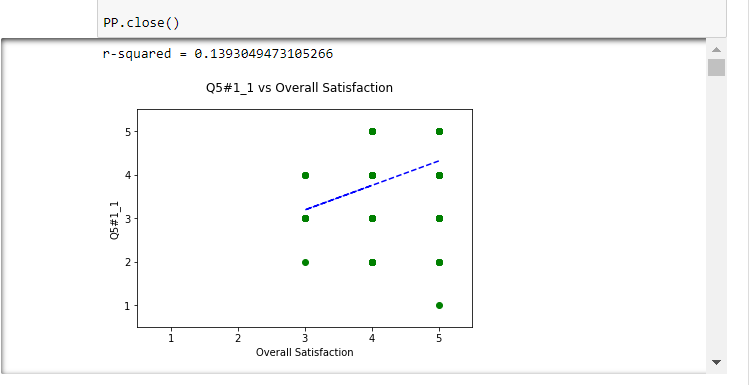 PP.close()
r-squared = 0.1393049473105266
Q5#1_1 vs Overall Satisfaction
5
4
3
2
1
Q5#1_1
1 2 3 4 5
Overall Satisfaction